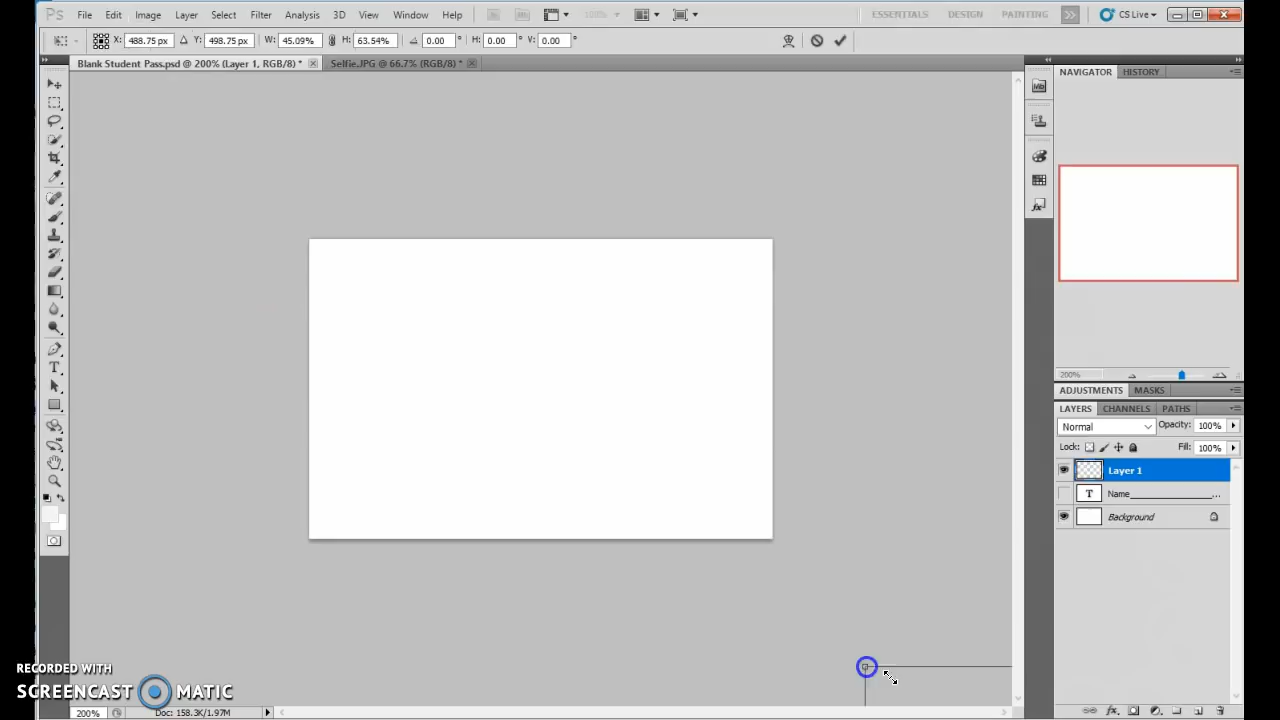 Ps File Edit Image Layer Select Filter Analysis 3D View Window Help 100% ESSENTIALS DESIGN PAINTING CS Live
X: 488.75 px Y: 498.75 px W: 45.09% H: 63.54% 0.00 ° H: 0.00 ° V: 0.00 °
Blank Student Pass.psd @ 200% (Layer 1, RGB/8) * Selfie.JPG @ 66.7% (RGB/8) *
NAVIGATOR HISTORY
Mb
200%
ADJUSTMENTS MASKS
LAYERS CHANNELS PATHS
Normal Opacity: 100%
Lock: Fill: 100%
Layer 1
T Name_______________...
Background
RECORDED WITH
SCREENCAST MATIC
200% Doc: 158.3K/1.97M